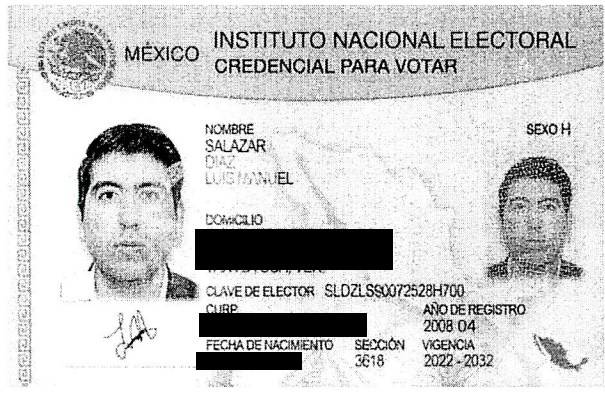 MÉXICO
INSTITUTO NACIONAL ELECTORAL
CREDENCIAL PARA VOTAR
NOMBRE
SALAZAR
DIAZ
LUIS MANUEL
SEXO H
DOMICILIO
CLAVE DE ELECTOR SLDZLS90072528H700
CURP
AÑO DE REGISTRO
2008 04
FECHA DE NACIMIENTO
SECCIÓN
3618
VIGENCIA
2022 - 2032